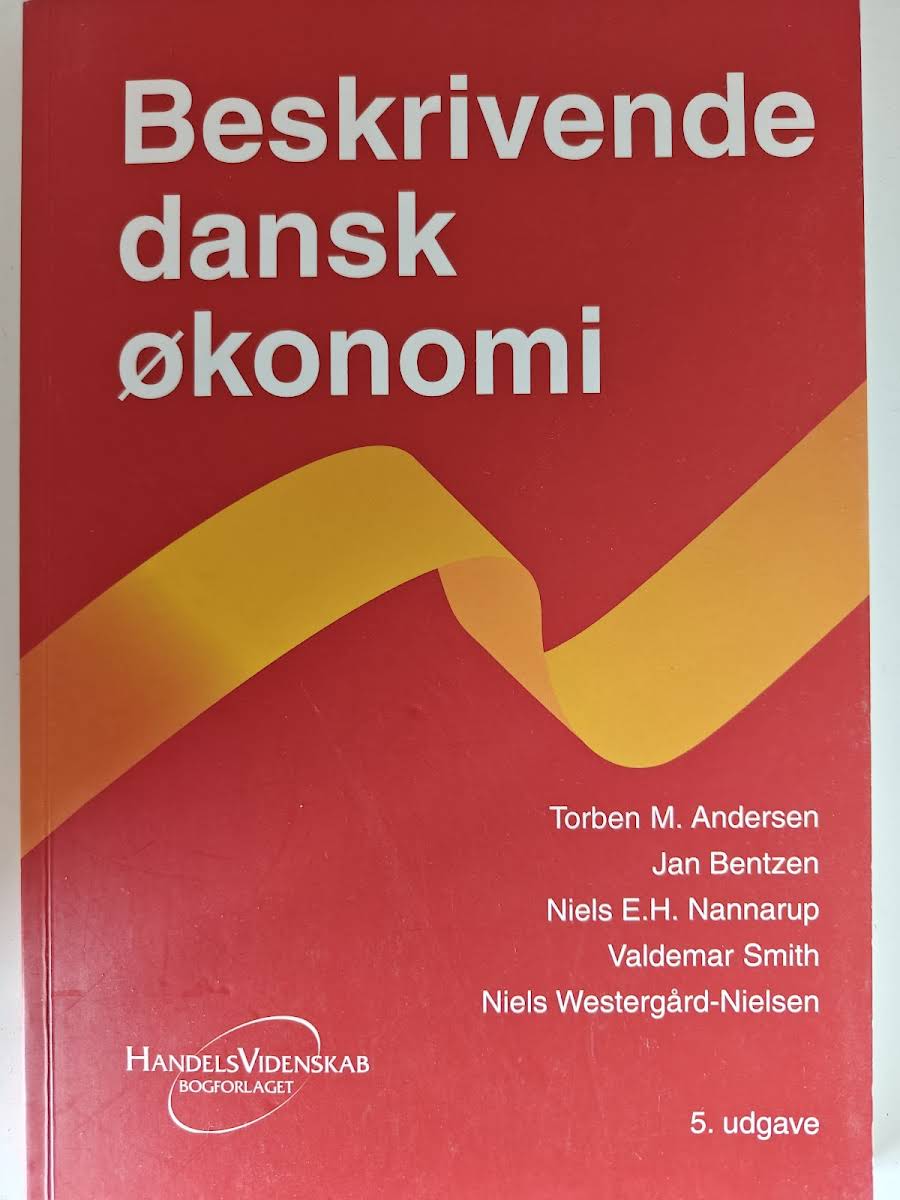 Beskrivende
dansk
økonomi
Torben M. Andersen
Jan Bentzen
Niels E.H. Nannarup
Valdemar Smith
Niels Westergård-Nielsen
HANDELSVIDENSKAB
BOGFORLAGET
5. udgave